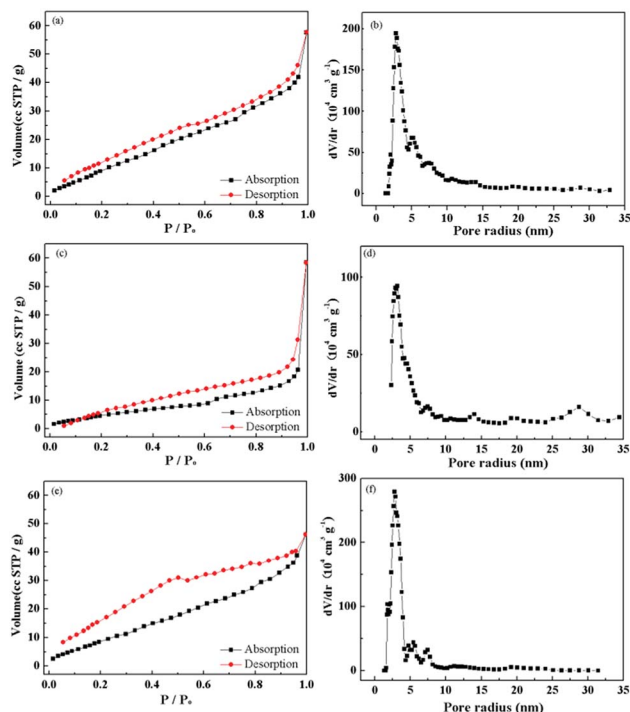 (a)
Volume(cc STP / g)
60
50
40
30
20
10
0
Absorption
Desorption
0.0 0.2 0.4 0.6 0.8 1.0
P / Pₒ
(b)
dV/dr (10⁴ cm³ g⁻¹)
200
150
100
50
0
0 5 10 15 20 25 30 35
Pore radius (nm)
(c)
Volume (cc STP / g)
60
50
40
30
20
10
0
Absorption
Desorption
0.0 0.2 0.4 0.6 0.8 1.0
P / Pₒ
(d)
dV/dr (10⁴ cm³ g⁻¹)
100
50
0
0 5 10 15 20 25 30 35
Pore radius (nm)
(e)
Volume(cc STP / g)
60
50
40
30
20
10
0
Absorption
Desorption
0.0 0.2 0.4 0.6 0.8 1.0
P / Pₒ
(f)
dV/dr (10⁴ cm³ g⁻¹)
300
200
100
0
0 5 10 15 20 25 30 35
Pore radius (nm)